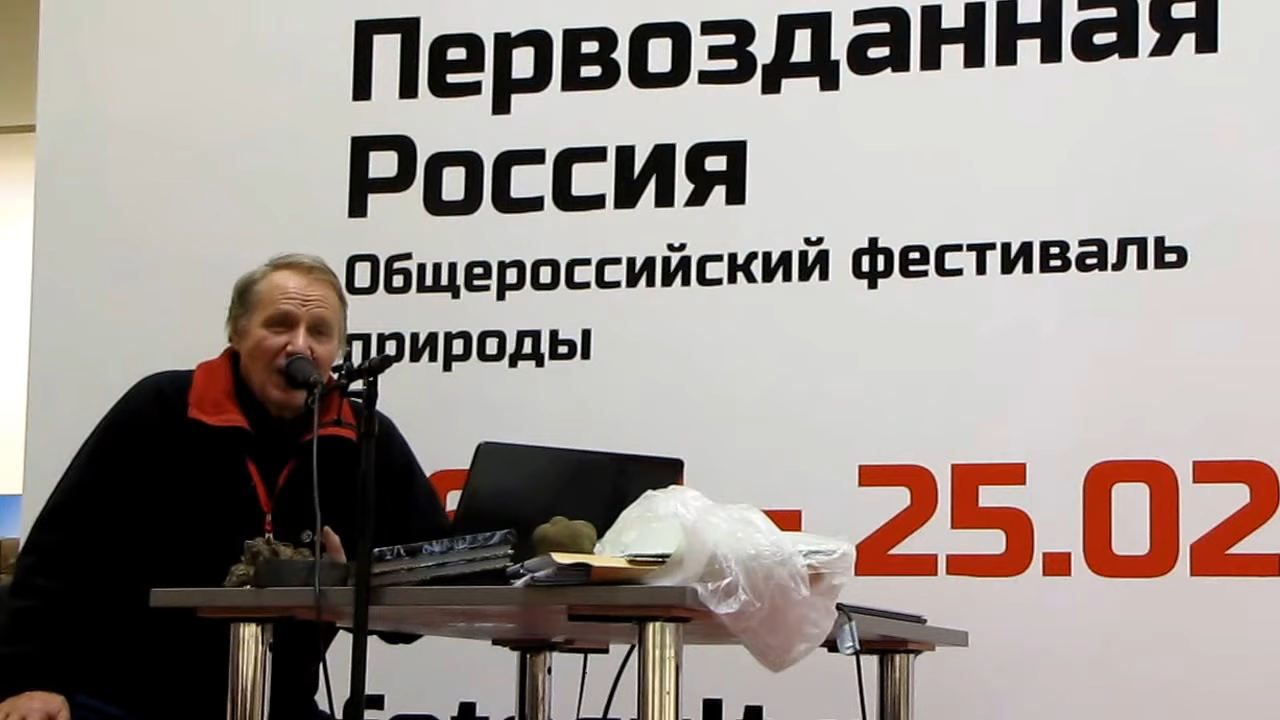 Первозданная
Россия
Общероссийский фестиваль
природы
- 25.02